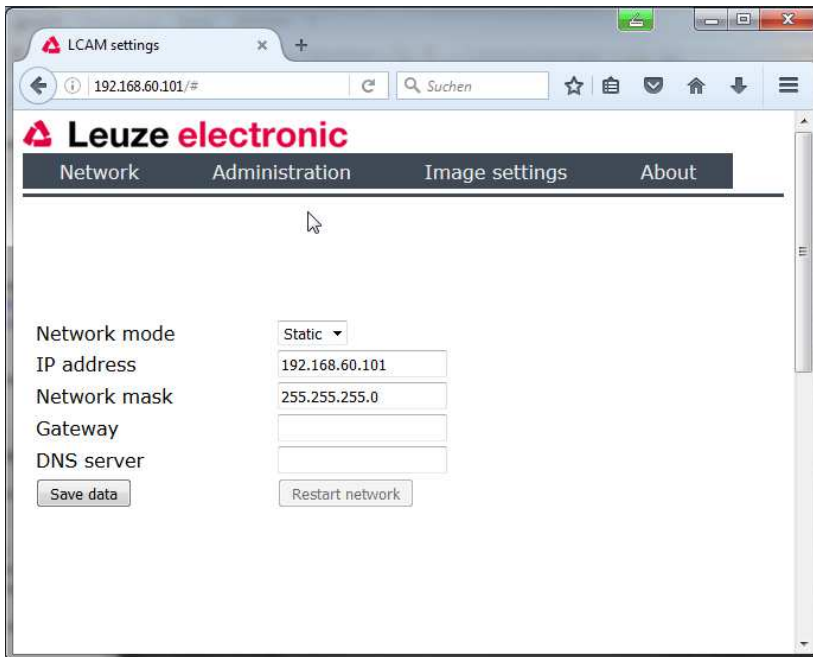 LCAM settings
192.168.60.101/#
Suchen
Leuze electronic
Network Administration Image settings About
Network mode Static
IP address 192.168.60.101
Network mask 255.255.255.0
Gateway
DNS server
Save data Restart network